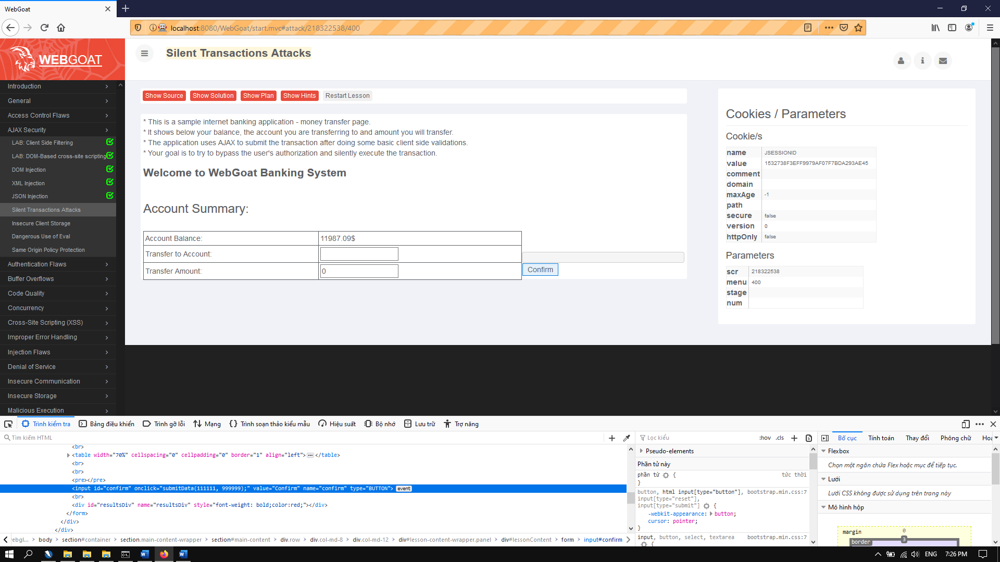 WebGoat
localhost:8080/WebGoat/start.mvc#attack/218322538/400
WEBGOAT
Silent Transactions Attacks
Introduction
General
Access Control Flaws
AJAX Security
LAB: Client Side Filtering
LAB: DOM-Based cross-site scripting
DOM Injection
XML Injection
JSON Injection
Silent Transactions Attacks
Insecure Client Storage
Dangerous Use of Eval
Same Origin Policy Protection
Authentication Flaws
Buffer Overflows
Code Quality
Concurrency
Cross-Site Scripting (XSS)
Improper Error Handling
Injection Flaws
Denial of Service
Insecure Communication
Insecure Storage
Malicious Execution
Show Source Show Solution Show Plan Show Hints Restart Lesson
* This is a sample internet banking application - money transfer page.
* It shows below your balance, the account you are transferring to and amount you will transfer.
* The application uses AJAX to submit the transaction after doing some basic client side validations.
* Your goal is to try to bypass the user's authorization and silently execute the transaction.
Welcome to WebGoat Banking System
Account Summary:
Account Balance: 11987.09$
Transfer to Account:
Transfer Amount: 0
Confirm
Cookies / Parameters
Cookie/s
name JSESSIONID
value 1532738F3EFF9979AF07F7BDA293AE45
comment
domain
maxAge -1
path
secure false
version 0
httpOnly false
Parameters
scr 218322538
menu 400
stage
num
Trình kiểm tra Bảng điều khiển Trình gỡ lỗi Mạng Trình soạn thảo kiểu mẫu Hiệu suất Bộ nhớ Lưu trữ Trợ năng
Tìm kiếm HTML
<br>
<table width="70%" cellspacing="0" cellpadding="0" border="1" align="left"> </table>
<br>
<br>
<pre></pre>
<input id="confirm" onclick="submitData(111111, 999999);" value="Confirm" name="confirm" type="BUTTON"> event
<br>
<div id="resultsDiv" name="resultsDiv" style="font-weight: bold;color:red;"></div>
</form>
</div>
</div>
body > section#container > section.main-content-wrapper > section#main-content > div.row > div.col-md-8 > div.col-md-12 > div#lesson-content-wrapper.panel > div#lessonContent > form > input#confirm
Lọc kiểu :hov .cls
Pseudo-elements
Phần tử này
phần tử { tức thời
}
button, html input[type="button"], bootstrap.min.css:7
input[type="reset"],
input[type="submit"] {
-webkit-appearance: button;
cursor: pointer;
}
input, button, select, textarea bootstrap.min.css:7
{
Bố cục Tính toán Thay đổi Phông chữ
Flexbox
Chọn một ngăn chứa Flex hoặc mục để tiếp tục.
Lưới
Lưới CSS không được sử dụng trên trang này
Mô hình hộp
margin 0
border 3
ENG 7:26 PM